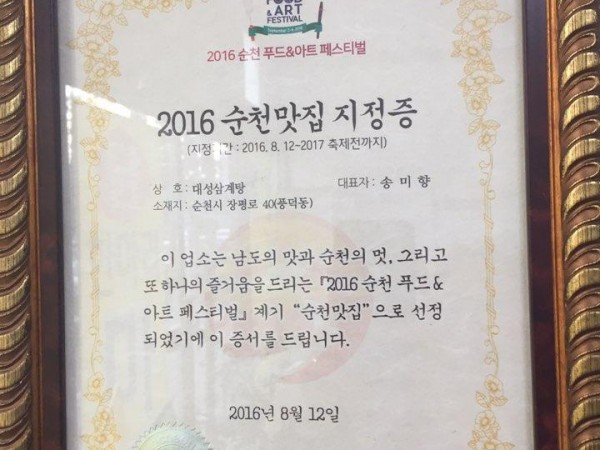 FOOD
& ART
FESTIVAL
2016 순천 푸드&아트 페스티벌
2016 순천맛집 지정증
(지정기간 : 2016. 8. 12~2017 축제전까지)
상 호 : 대성삼계탕 대표자 : 송 미 향
소재지 : 순천시 장평로 40(풍덕동)
이 업소는 남도의 맛과 순천의 멋, 그리고
또하나의 즐거움을 드리는 『2016 순천 푸드&
아트 페스티벌』 제기 “순천맛집”으로 선정
되었기에 이 증서를 드립니다.
2016년 8월 12일